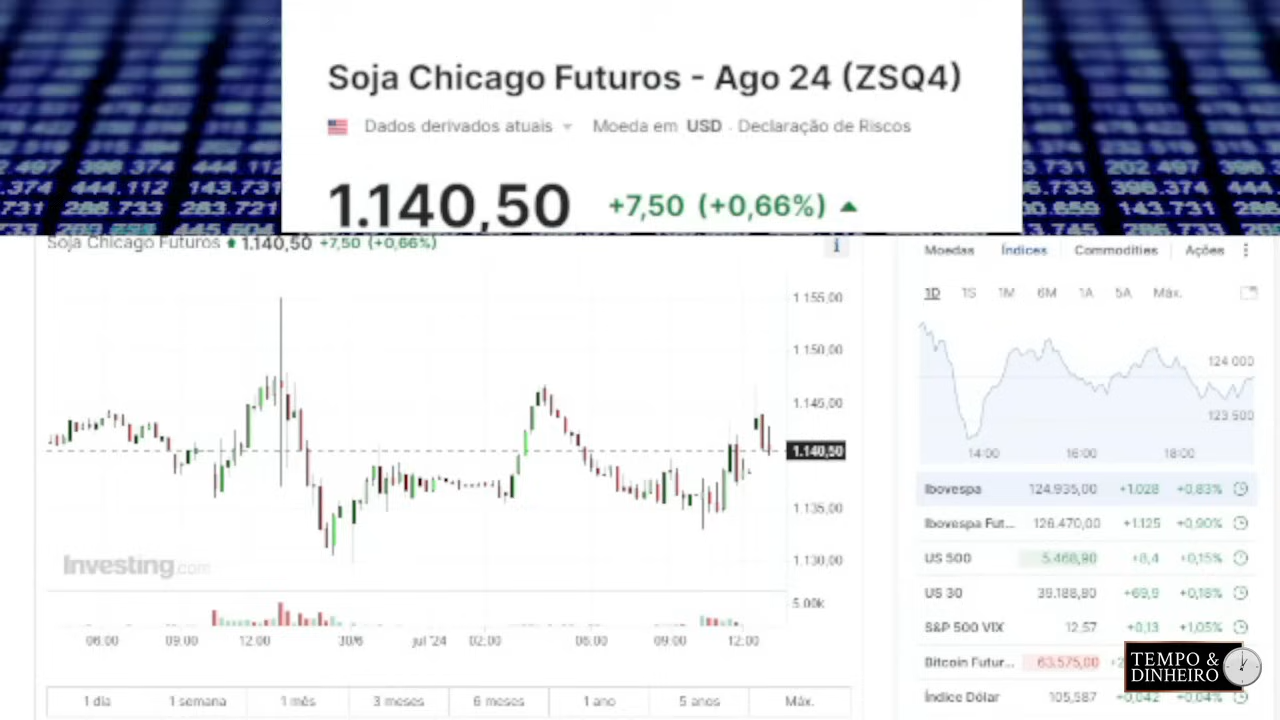 Soja Chicago Futuros - Ago 24 (ZSQ4)
Dados derivados atuais Moeda em USD · Declaração de Riscos
1.140,50 +7,50 (+0,66%)
Soja Chicago Futuros 1.140,50 +7,50 (+0,66%)
1.155,00
1.150,00
1.145,00
1.140,50
1.135,00
1.130,00
5.00k
Investing.com
06:00 09:00 12:00 30/6 jul '24 02:00 09:00 12:00
1 dia 1 semana 1 mês 3 meses 6 meses 1 ano 5 anos Máx.
Moedas Índices Commodities Ações
1D 1S 1M 6M 1A 5A Máx.
124 000
123 500
14:00 16:00 18:00
Ibovespa 124.935,00 +1.028 +0,83%
Ibovespa Fut... 126.470,00 +1.125 +0,90%
US 500 5.468,90 +8,4 +0,15%
US 30 39.188,80 +69,9 +0,18%
S&P 500 VIX 12,57 +0,13 +1,05%
Bitcoin Futur... 63.575,00
Índice Dólar 105,587 +0,042 +0,04%
TEMPO &
DINHEIRO